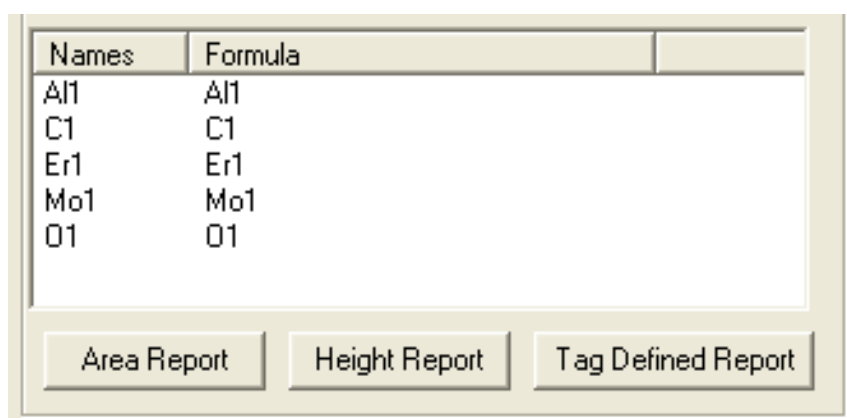 Names Formula
Al1 Al1
C1 C1
Er1 Er1
Mo1 Mo1
O1 O1
Area Report Height Report Tag Defined Report